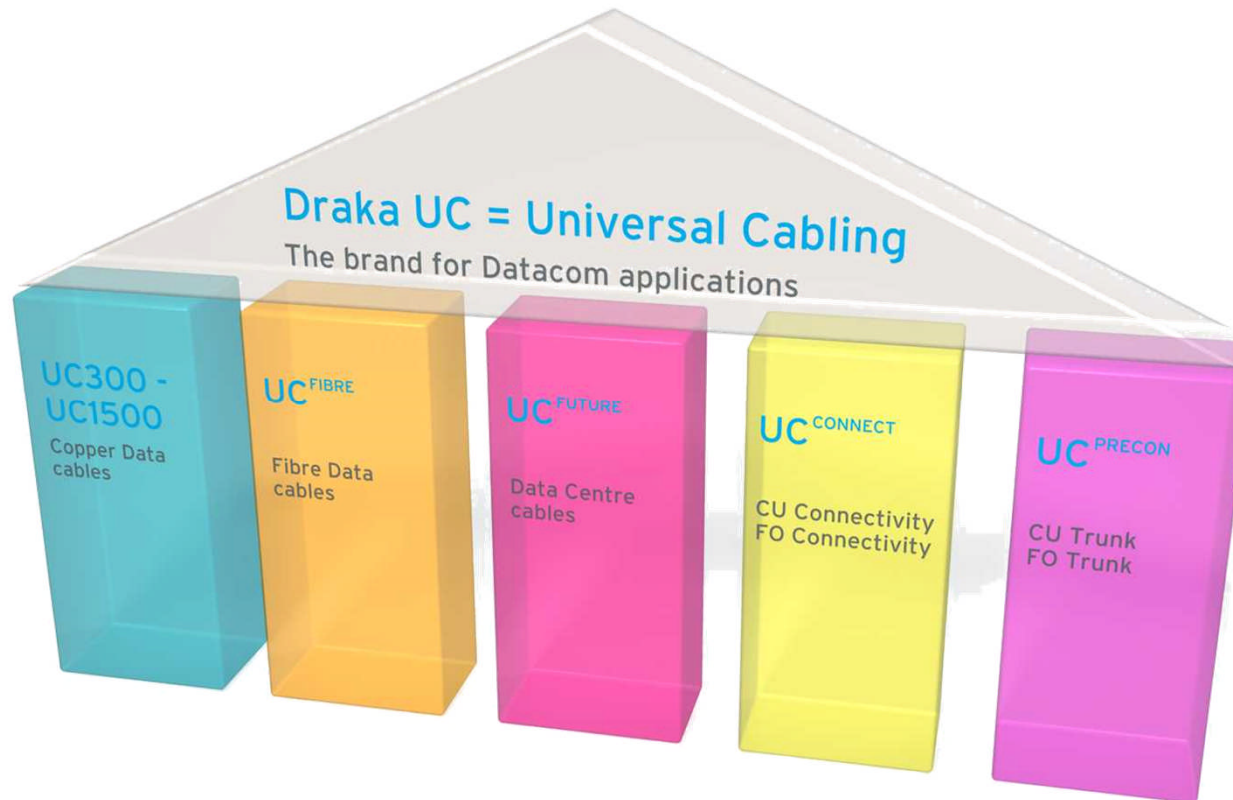 Draka UC = Universal Cabling
The brand for Datacom applications
UC300 -
UC1500
Copper Data
cables
UC FIBRE
Fibre Data
cables
UC FUTURE
Data Centre
cables
UC CONNECT
CU Connectivity
FO Connectivity
UC PRECON
CU Trunk
FO Trunk